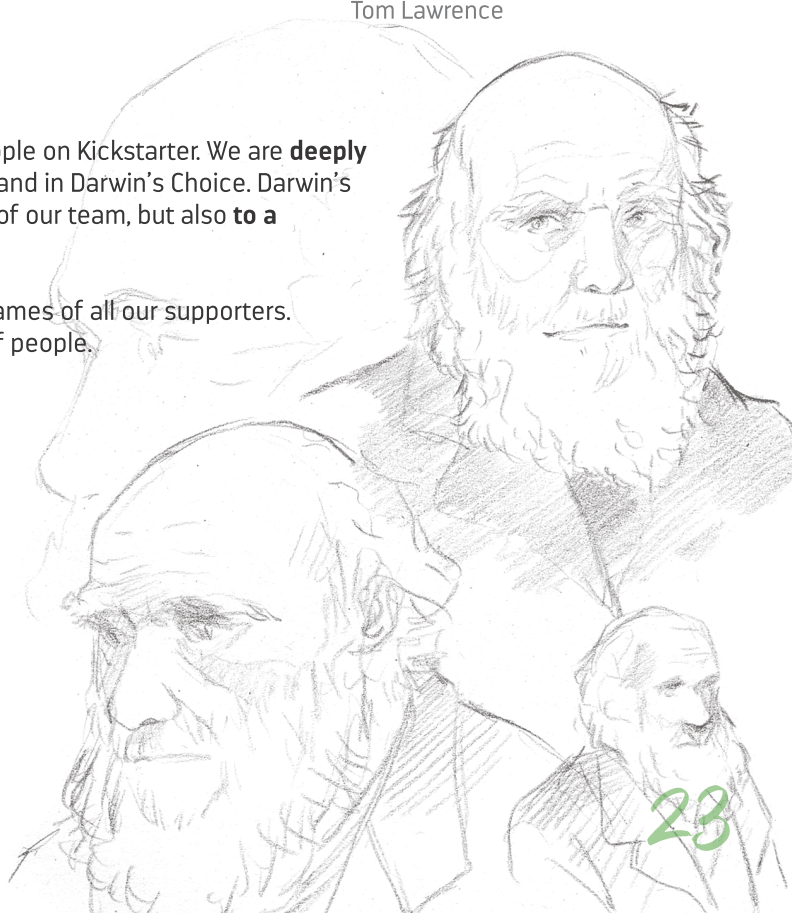 Tom Lawrence
ple on Kickstarter. We are deeply
and in Darwin's Choice. Darwin's
of our team, but also to a
ames of all our supporters.
f people.
23